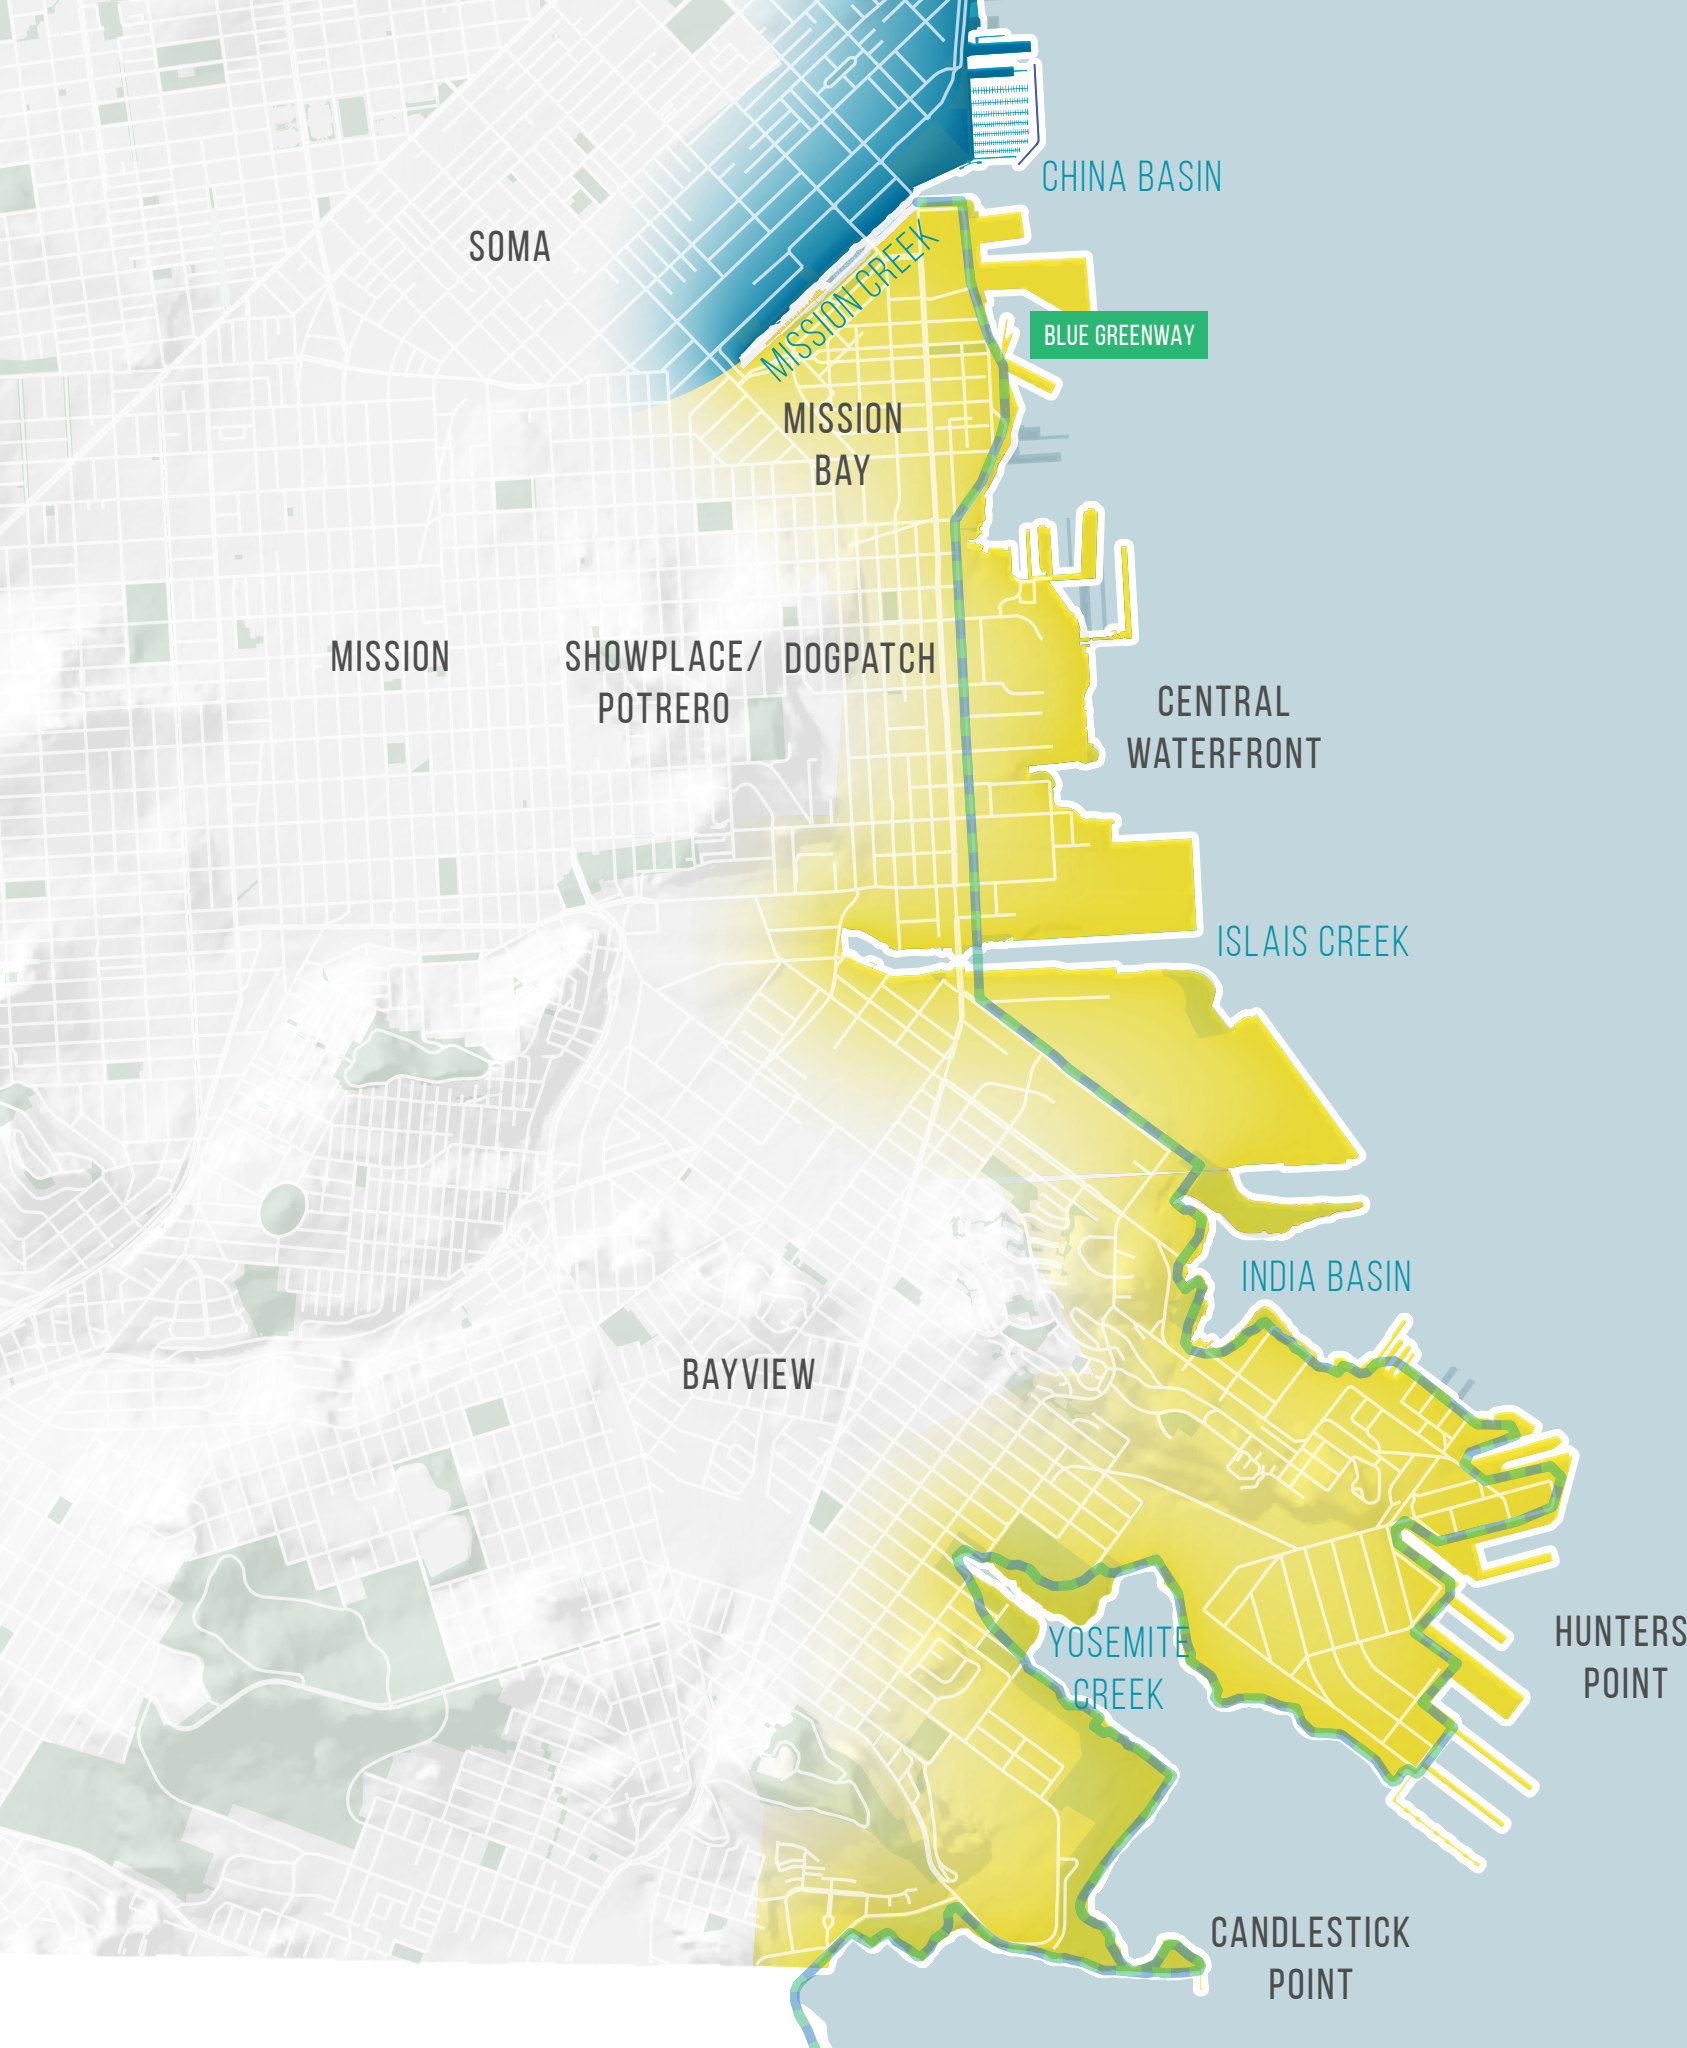 CHINA BASIN
SOMA
MISSION CREEK
BLUE GREENWAY
MISSION
BAY
MISSION
SHOWPLACE/
POTRERO
DOGPATCH
CENTRAL
WATERFRONT
ISLAIS CREEK
INDIA BASIN
BAYVIEW
YOSEMITE
CREEK
HUNTERS
POINT
CANDLESTICK
POINT